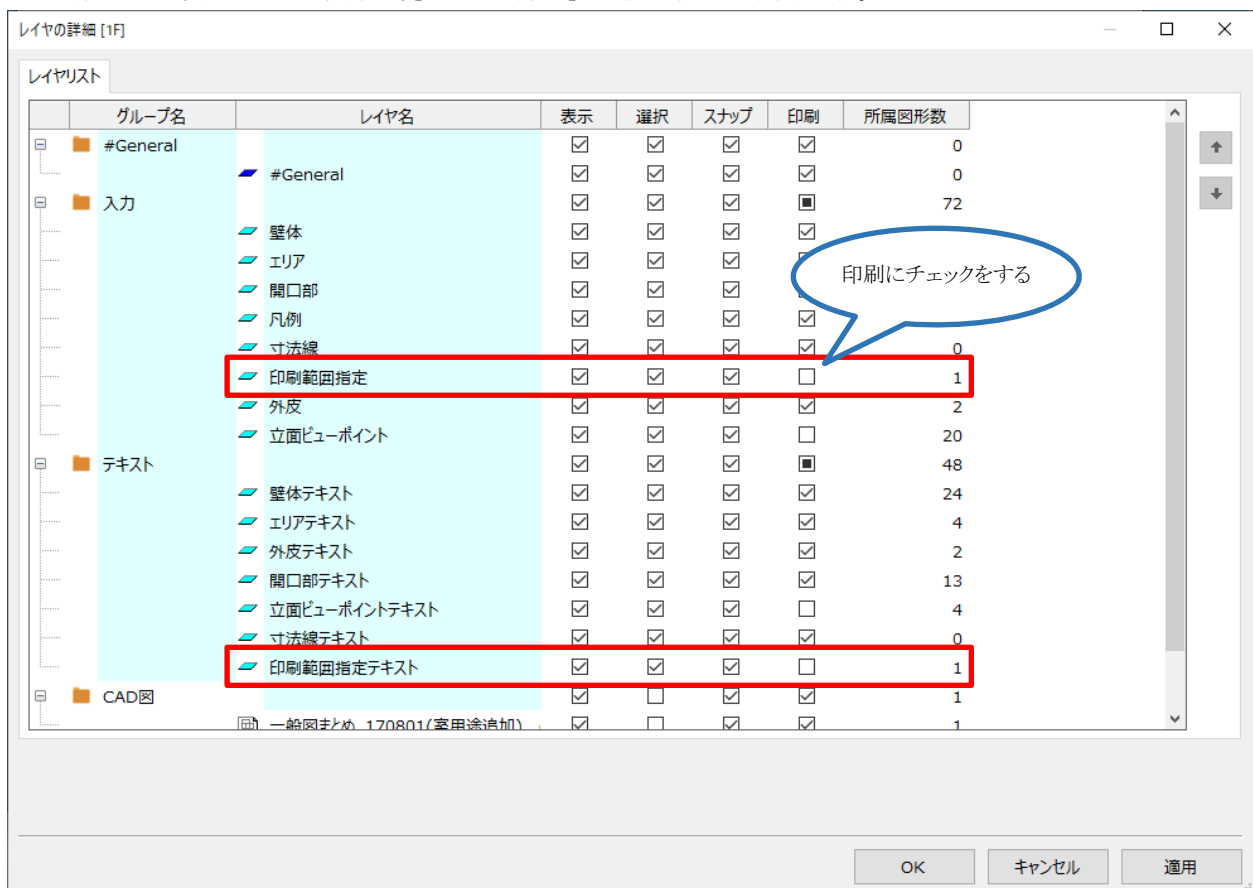 レイヤの詳細 [1F]
レイヤリスト
グループ名 レイヤ名 表示 選択 スナップ 印刷 所属図形数
#General 0
#General 0
入力 72
壁体
エリア
開口部
凡例
寸法線 0
印刷範囲指定 1
外皮 2
立面ビューポイント 20
テキスト 48
壁体テキスト 24
エリアテキスト 4
外皮テキスト 2
開口部テキスト 13
立面ビューポイントテキスト 4
寸法線テキスト 0
印刷範囲指定テキスト 1
CAD図 1
一般図まとめ_170801(室用途追加) 1
印刷にチェックをする
OK キャンセル 適用